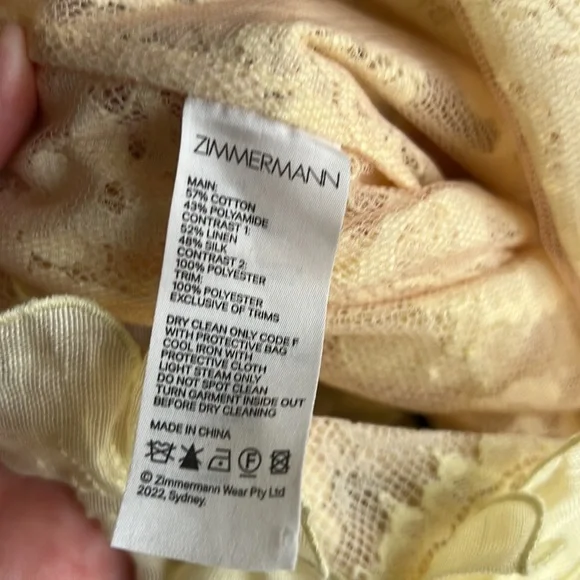 ZIMMERMANN
MAIN:
57% COTTON
43% POLYAMIDE
CONTRAST 1:
52% LINEN
48% SILK
CONTRAST 2:
100% POLYESTER
TRIM:
100% POLYESTER
EXCLUSIVE OF TRIMS
DRY CLEAN ONLY CODE F
WITH PROTECTIVE BAG
COOL IRON WITH
PROTECTIVE CLOTH
LIGHT STEAM ONLY
DO NOT SPOT CLEAN
TURN GARMENT INSIDE OUT
BEFORE DRY CLEANING
MADE IN CHINA
F
© Zimmermann Wear Pty Ltd
2022, Sydney.